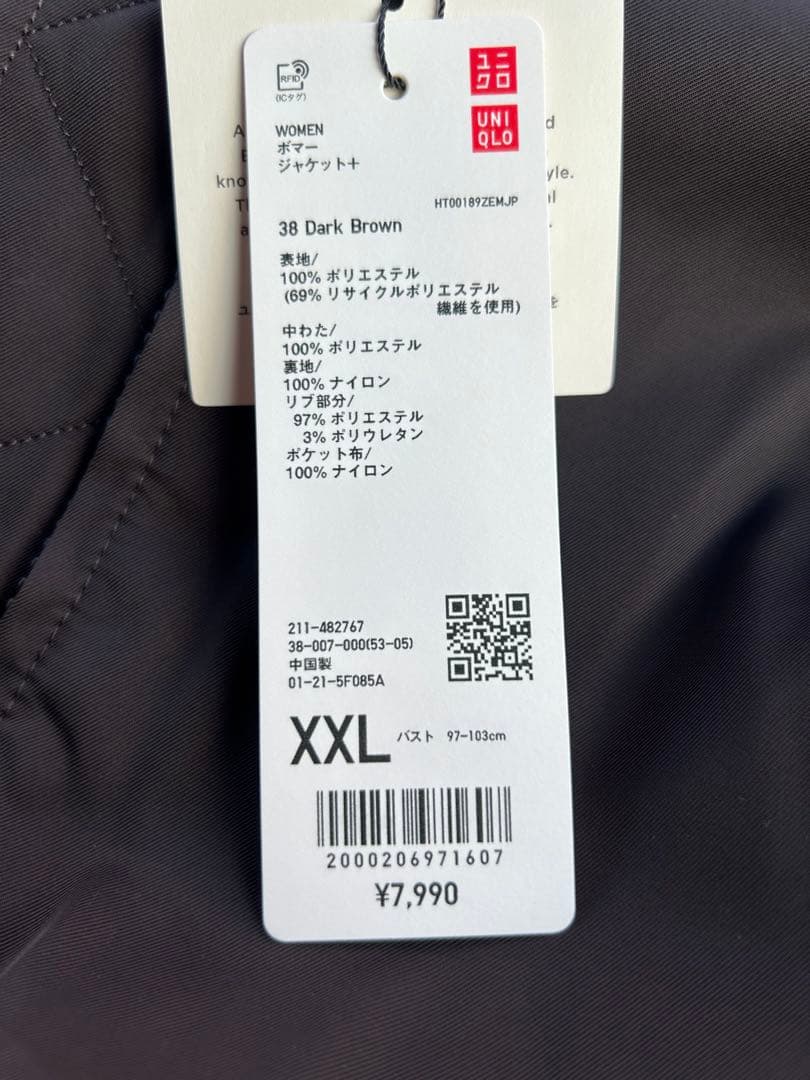 RFID
(ICタグ)
ユニ
クロ
UNI
QLO
WOMEN
ボマー
ジャケット+
HT00189ZEMJP
38 Dark Brown
表地/
100% ポリエステル
(69% リサイクルポリエステル
繊維を使用)
中わた/
100% ポリエステル
裏地/
100% ナイロン
リブ部分/
97% ポリエステル
3% ポリウレタン
ポケット布/
100% ナイロン
211-482767
38-007-000(53-05)
中国製
01-21-5F085A
XXL バスト 97-103cm
2000206971607
¥7,990